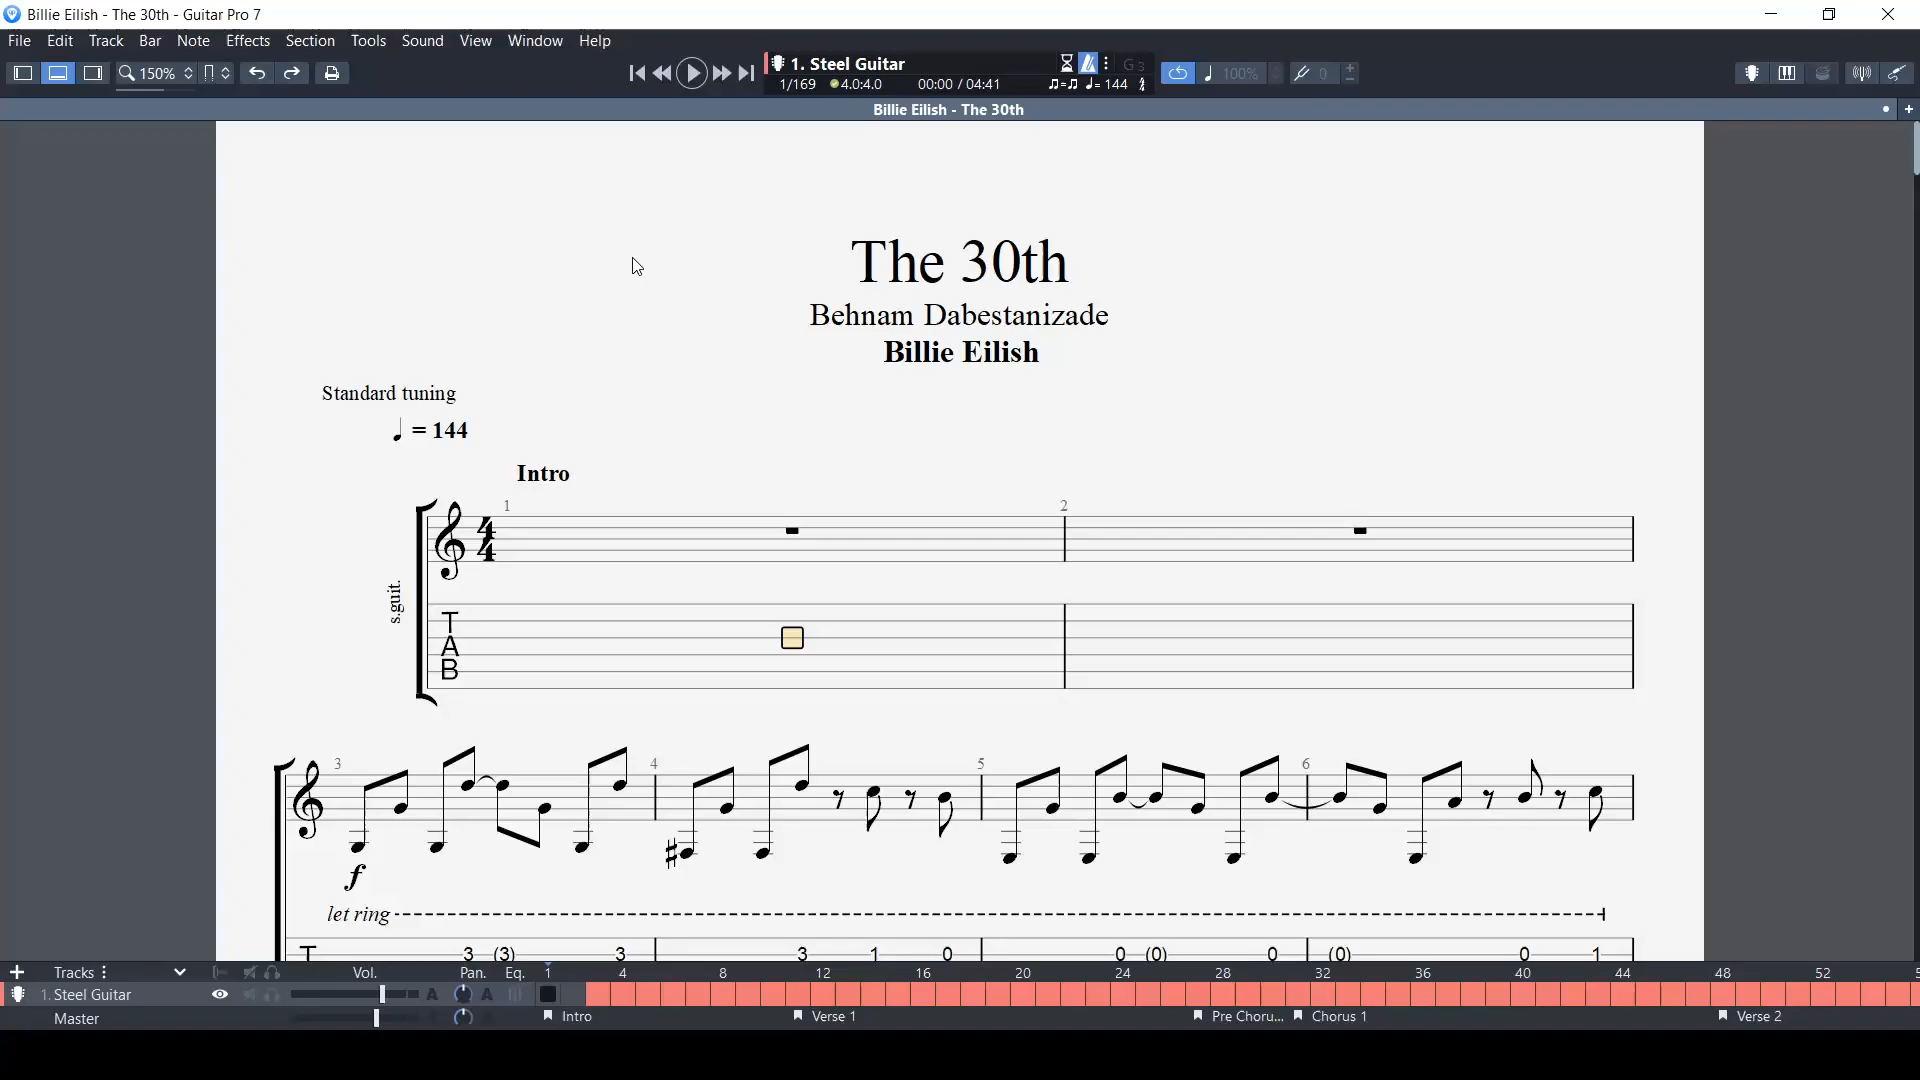 Billie Eilish - The 30th - Guitar Pro 7
File Edit Track Bar Note Effects Section Tools Sound View Window Help
150% 1. Steel Guitar G3 100% 0
1/169 4.0:4.0 00:00 / 04:41 = 144
Billie Eilish - The 30th
The 30th
Behnam Dabestanizade
Billie Eilish
Standard tuning
= 144
Intro
1 2
4
4
s.guit.
T
A
B
3 4 5 6
f
let ring
T 3 (3) 3 3 1 0 0 (0) 0 (0) 0 1
Tracks Vol. Pan. Eq. 1 4 8 12 16 20 24 28 32 36 40 44 48 52
1. Steel Guitar A A
Master
Intro Verse 1 Pre Choru... Chorus 1 Verse 2